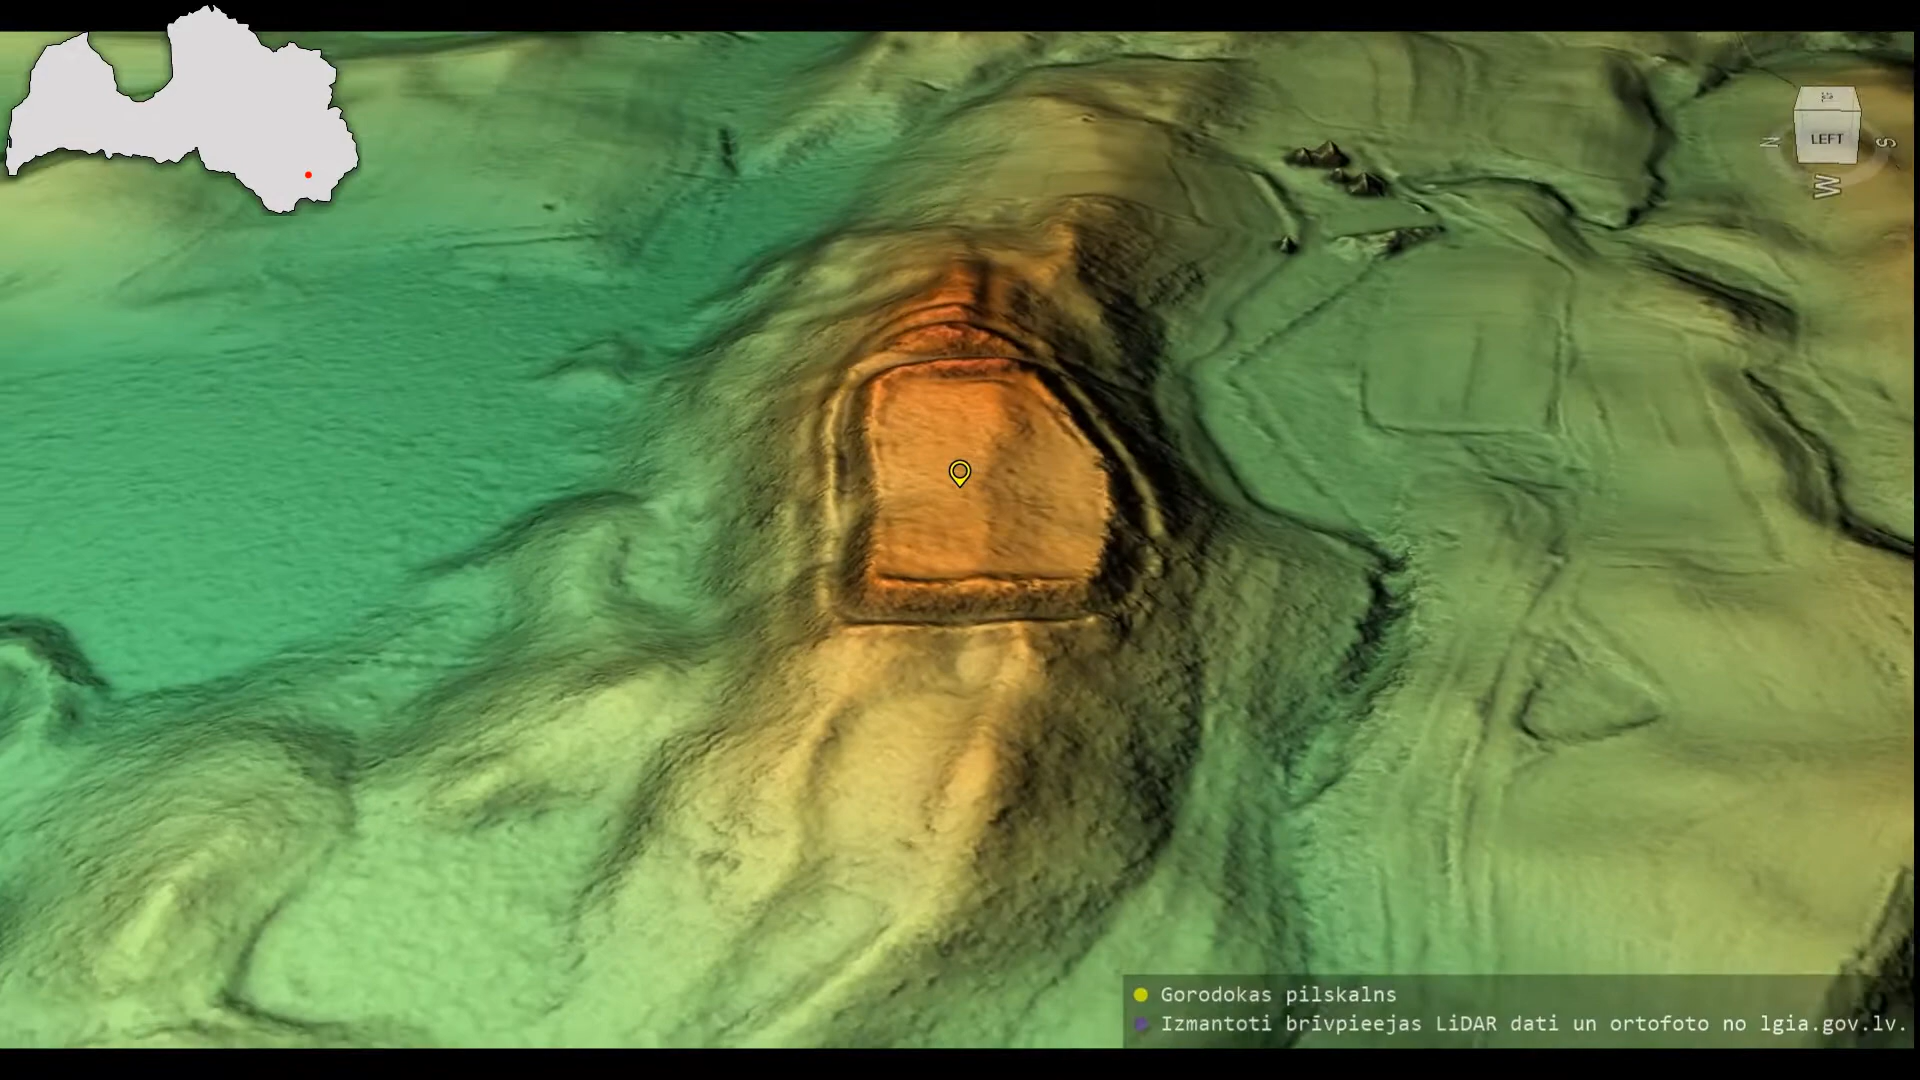 LEFT
N
S
W
Gorodokas pilskalns
Izmantoti brīvpieejas LiDAR dati un ortofoto no lgia.gov.lv.